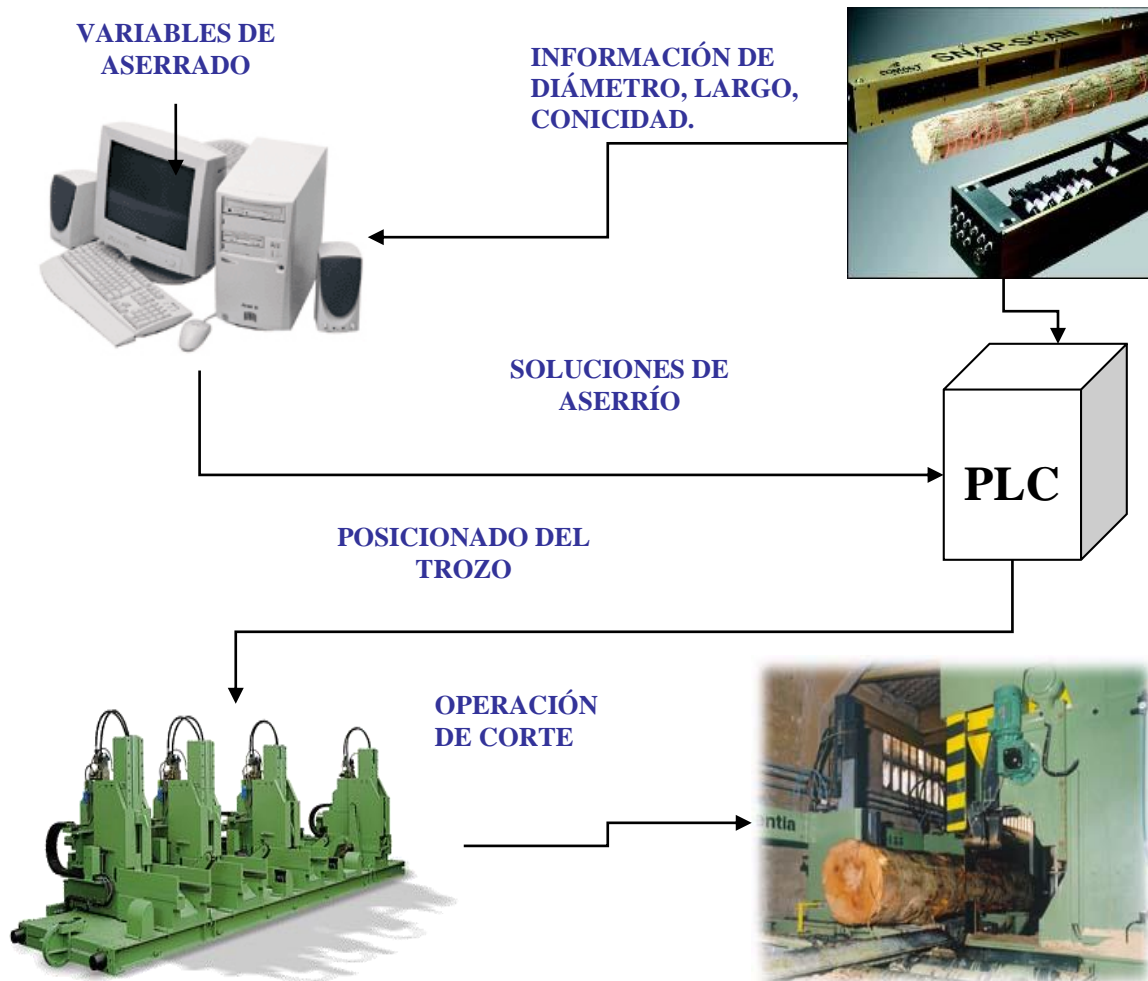 VARIABLES DE
ASERRADO
INFORMACIÓN DE
DIÁMETRO, LARGO,
CONICIDAD.
SNAP-SCAN
SOLUCIONES DE
ASERRÍO
PLC
POSICIONADO DEL
TROZO
OPERACIÓN
DE CORTE
entia